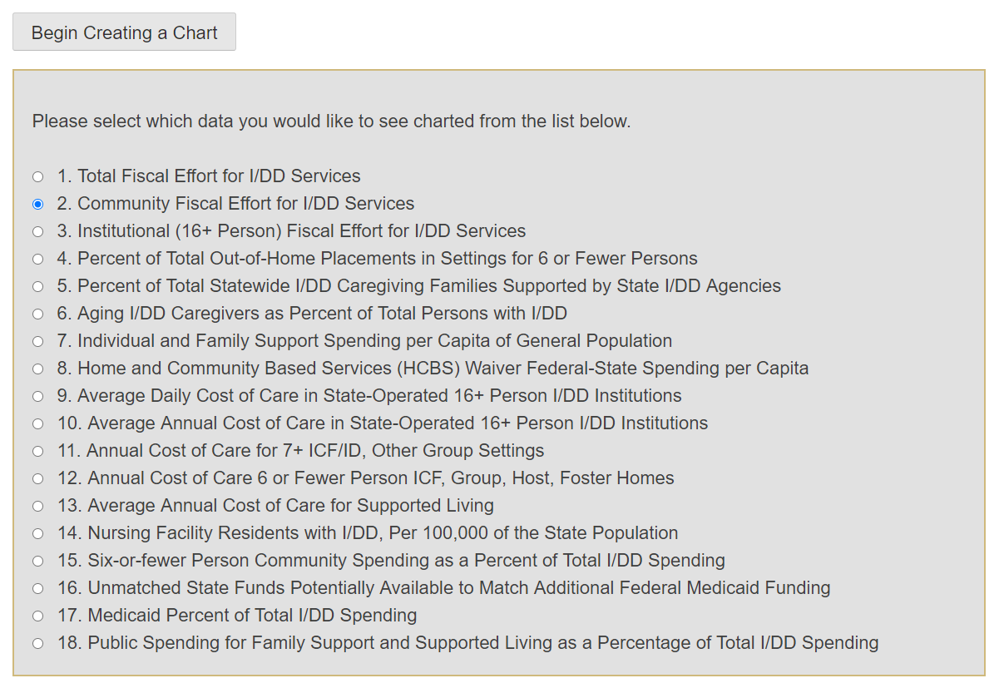 Begin Creating a Chart
Please select which data you would like to see charted from the list below.
1. Total Fiscal Effort for I/DD Services
2. Community Fiscal Effort for I/DD Services
3. Institutional (16+ Person) Fiscal Effort for I/DD Services
4. Percent of Total Out-of-Home Placements in Settings for 6 or Fewer Persons
5. Percent of Total Statewide I/DD Caregiving Families Supported by State I/DD Agencies
6. Aging I/DD Caregivers as Percent of Total Persons with I/DD
7. Individual and Family Support Spending per Capita of General Population
8. Home and Community Based Services (HCBS) Waiver Federal-State Spending per Capita
9. Average Daily Cost of Care in State-Operated 16+ Person I/DD Institutions
10. Average Annual Cost of Care in State-Operated 16+ Person I/DD Institutions
11. Annual Cost of Care for 7+ ICF/ID, Other Group Settings
12. Annual Cost of Care 6 or Fewer Person ICF, Group, Host, Foster Homes
13. Average Annual Cost of Care for Supported Living
14. Nursing Facility Residents with I/DD, Per 100,000 of the State Population
15. Six-or-fewer Person Community Spending as a Percent of Total I/DD Spending
16. Unmatched State Funds Potentially Available to Match Additional Federal Medicaid Funding
17. Medicaid Percent of Total I/DD Spending
18. Public Spending for Family Support and Supported Living as a Percentage of Total I/DD Spending